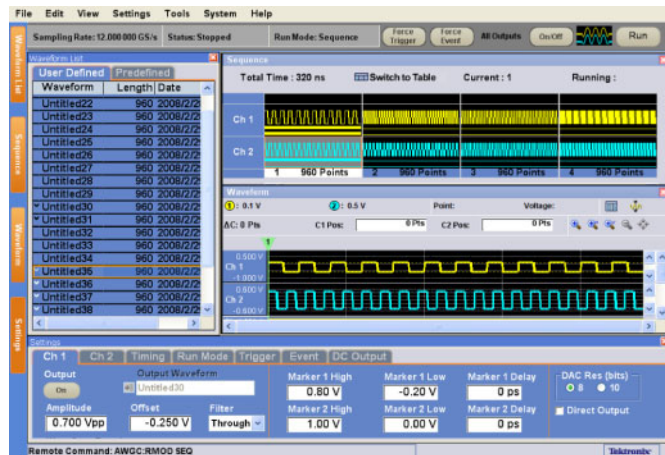 File Edit View Settings Tools System Help
Sampling Rate: 12.000 000 GS/s Status: Stopped Run Mode: Sequence Force Trigger Force Event All Outputs On/Off Run
Waveform List
User Defined Predefined
Waveform Length Date
Untitled22 960 2008/2/2
Untitled23 960 2008/2/2
Untitled24 960 2008/2/2
Untitled25 960 2008/2/2
Untitled26 960 2008/2/2
Untitled27 960 2008/2/2
Untitled28 960 2008/2/2
Untitled29 960 2008/2/2
Untitled30 960 2008/2/2
Untitled31 960 2008/2/2
Untitled32 960 2008/2/2
Untitled33 960 2008/2/2
Untitled34 960 2008/2/2
Untitled35 960 2008/2/2
Untitled36 960 2008/2/2
Untitled37 960 2008/2/2
Untitled38 960 2008/2/2
Waveform List
Sequence
Waveform
Settings
Sequence
Total Time : 320 ns Switch to Table Current : 1 Running :
Ch 1
Ch 2
1 960 Points 2 960 Points 3 960 Points 4 960 Points
Waveform
1 : 0.1 V 2 : 0.5 V Point: Voltage:
ΔC: 0 Pts C1 Pos: 0 Pts C2 Pos: 0 Pts
1
0.500 V
Ch 1
-1.000 V
0.600 V
Ch 2
-0.600 V
Settings
Ch 1 Ch 2 Timing Run Mode Trigger Event DC Output
Output Output Waveform Marker 1 High Marker 1 Low Marker 1 Delay DAC Res (bits)
On Untitled30 0.80 V -0.20 V 0 ps 8 10
Amplitude Offset Filter Marker 2 High Marker 2 Low Marker 2 Delay Direct Output
0.700 Vpp -0.250 V Through 1.00 V 0.00 V 0 ps
Remote Command: AWGC:RMOD SEQ Tektronix